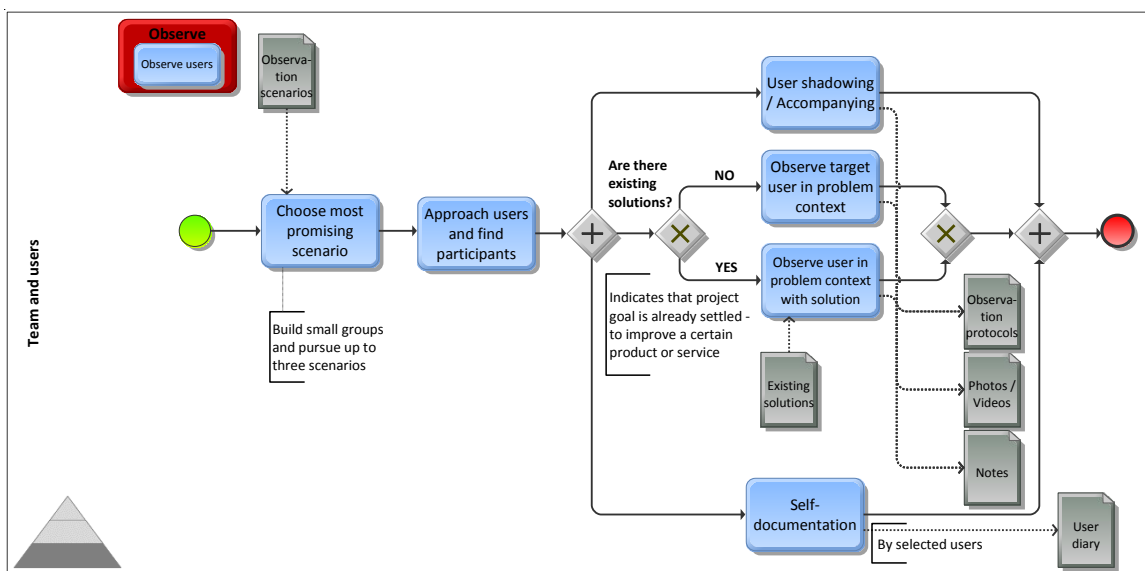 Observe
Observe users
Observa-
tion
scenarios
Team and users
Choose most
promising
scenario
Build small groups
and pursue up to
three scenarios
Approach users
and find
participants
Are there
existing
solutions?
NO
YES
Indicates that project
goal is already settled -
to improve a certain
product or service
User shadowing
/ Accompanying
Observe target
user in problem
context
Observe user in
problem context
with solution
Existing
solutions
Observa-
tion
protocols
Photos /
Videos
Notes
Self-
documentation
By selected users
User
diary